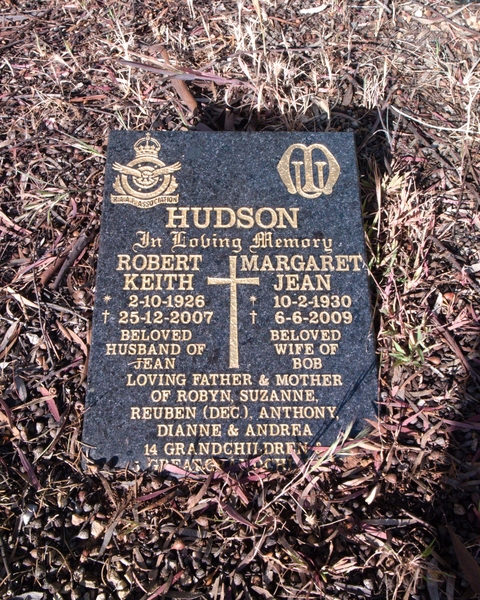 R.A.A.F. ASSOCIATION
HUDSON
In Loving Memory
ROBERT KEITH
* 2-10-1926
† 25-12-2007
BELOVED
HUSBAND OF
JEAN
MARGARET JEAN
* 10-2-1930
† 6-6-2009
BELOVED
WIFE OF
BOB
LOVING FATHER & MOTHER
OF ROBYN, SUZANNE,
REUBEN (DEC.), ANTHONY,
DIANNE & ANDREA
14 GRANDCHILDREN